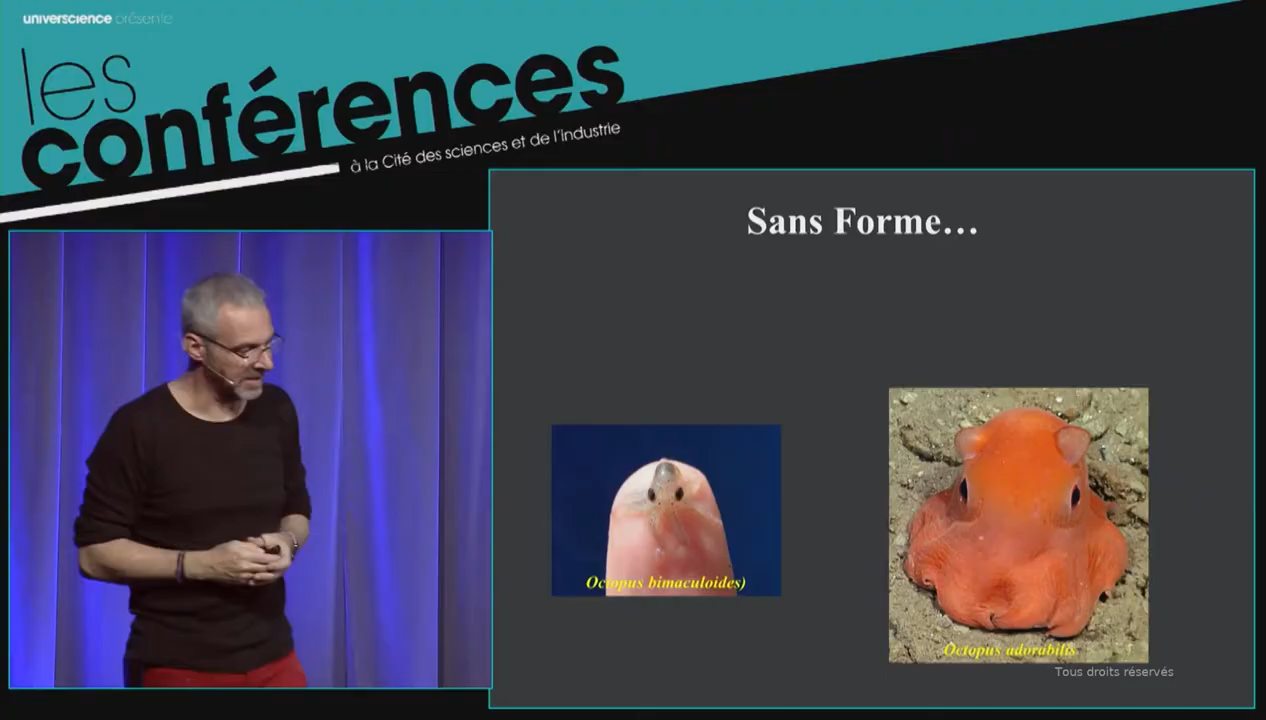 universcience présente
les
conférences
à la Cité des sciences et de l'industrie
Sans Forme…
Octopus bimaculoides)
Octopus adorabilis
Tous droits réservés